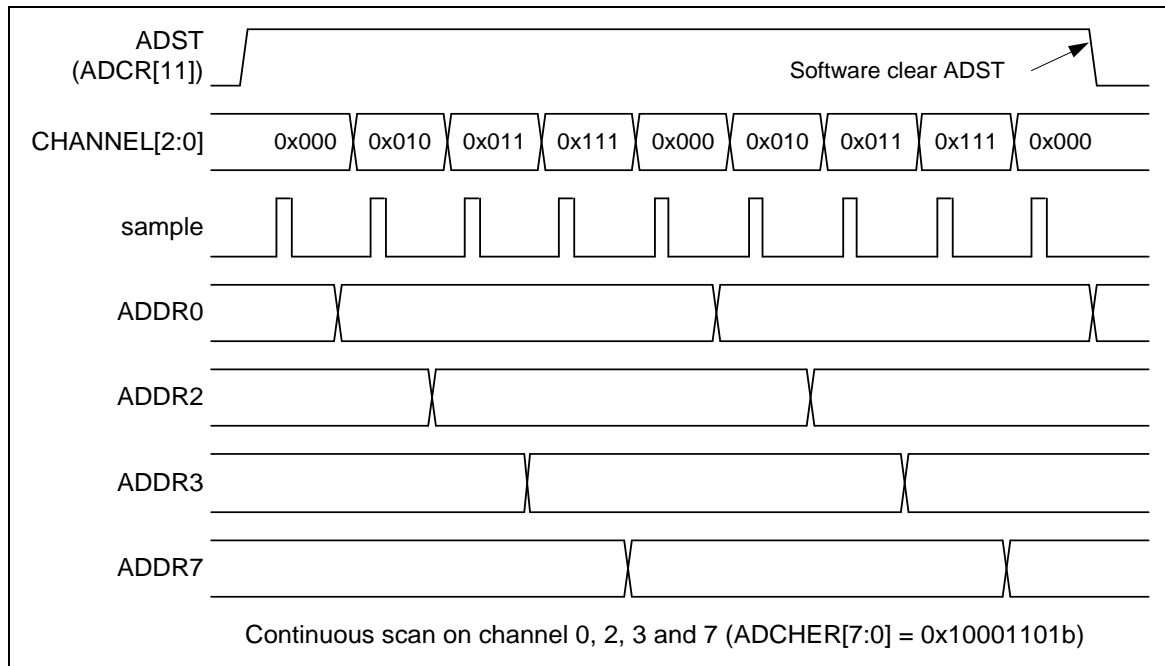 ADST
(ADCR[11])
Software clear ADST
CHANNEL[2:0]
0x000 0x010 0x011 0x111 0x000 0x010 0x011 0x111 0x000
sample
ADDR0
ADDR2
ADDR3
ADDR7
Continuous scan on channel 0, 2, 3 and 7 (ADCHER[7:0] = 0x10001101b)